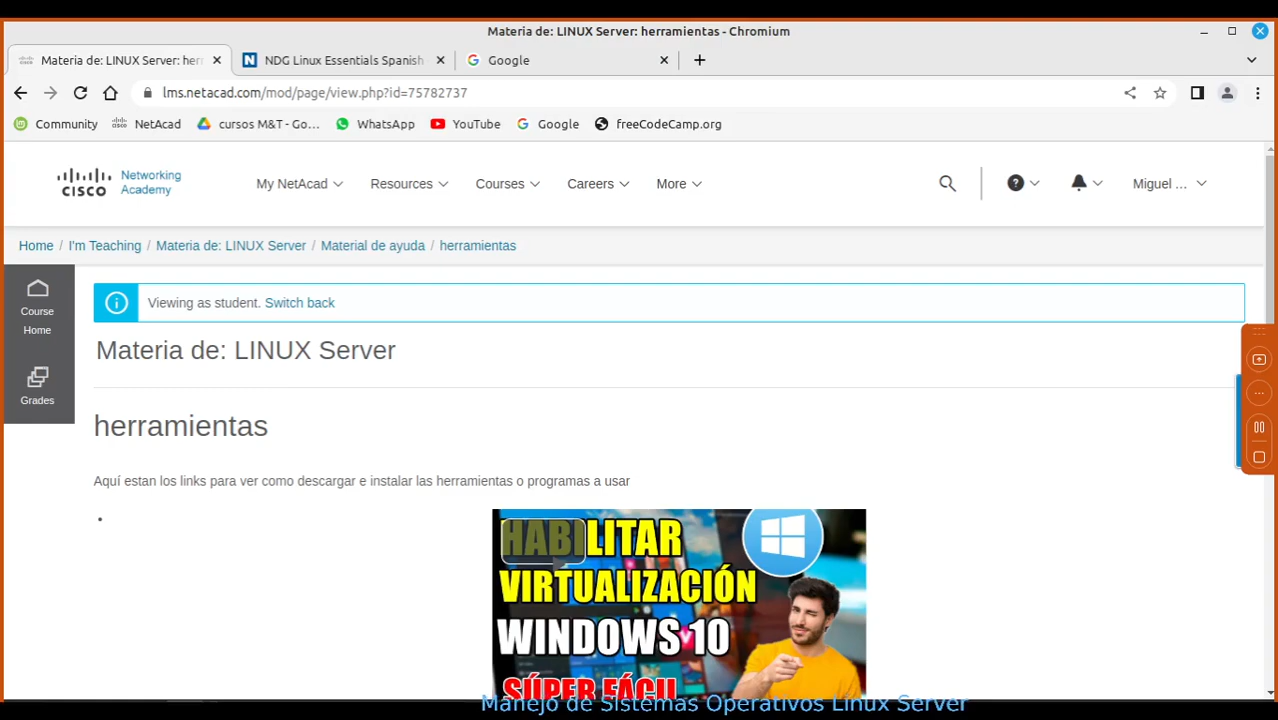 Materia de: LINUX Server: herramientas - Chromium
Materia de: LINUX Server: herr
NDG Linux Essentials Spanish
Google
lms.netacad.com/mod/page/view.php?id=75782737
Community
NetAcad
cursos M&T - Go...
WhatsApp
YouTube
Google
freeCodeCamp.org
CISCO
Networking
Academy
My NetAcad
Resources
Courses
Careers
More
Miguel ...
Home / I'm Teaching / Materia de: LINUX Server / Material de ayuda / herramientas
Course
Home
Grades
Viewing as student. Switch back
Materia de: LINUX Server
herramientas
Aquí estan los links para ver como descargar e instalar las herramientas o programas a usar
HABILITAR
VIRTUALIZACIÓN
WINDOWS 10
SÚPER FÁCIL
Manejo de Sistemas Operativos Linux Server